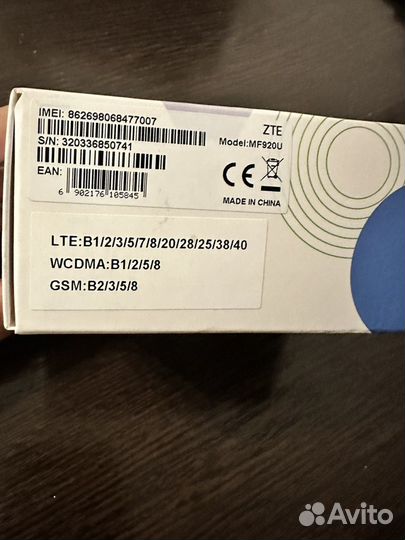 IMEI: 862698068477007
S/N: 320336850741
EAN:
6 902176 105845
ZTE
Model:MF920U
CE
MADE IN CHINA
LTE:B1/2/3/5/7/8/20/28/25/38/40
WCDMA:B1/2/5/8
GSM:B2/3/5/8
Avito